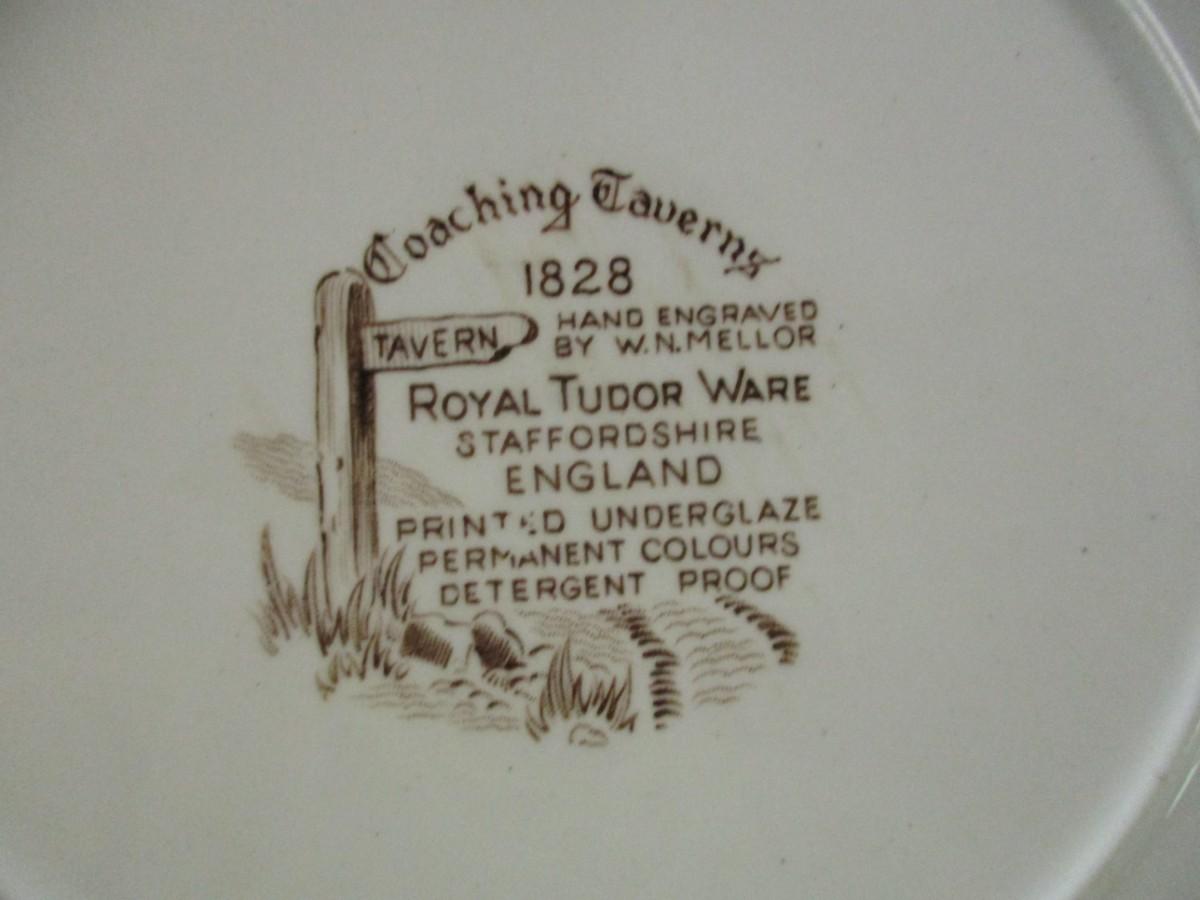 Coaching Taverns
1828
TAVERN
HAND ENGRAVED
BY W.N.MELLOR
ROYAL TUDOR WARE
STAFFORDSHIRE
ENGLAND
PRINTED UNDERGLAZE
PERMANENT COLOURS
DETERGENT PROOF